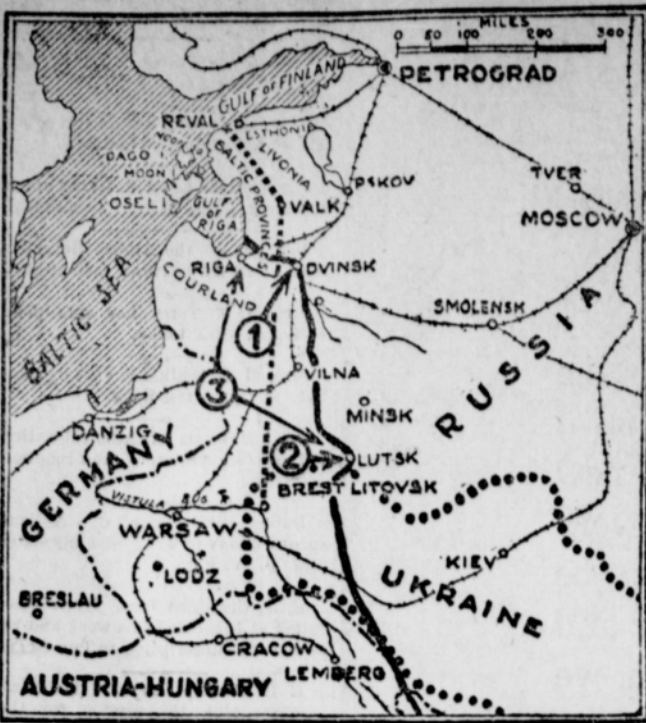 MILES
0 50 100 200 300
PETROGRAD
GULF OF FINLAND
REVAL
ESTHONIA
LIVONIA
BALTIC PROVINCES
DAGO I.
MOON I.
OSEL I.
GULF OF RIGA
PSKOV
VALK
TVER
MOSCOW
RIGA
DVINSK
COURLAND
BALTIC SEA
SMOLENSK
RUSSIA
1
VILNA
3
MINSK
DANZIG
GERMANY
2
LUTSK
BREST LITOVSK
VISTULA
WARSAW
LODZ
KIEV
UKRAINE
BRESLAU
CRACOW
LEMBERG
AUSTRIA-HUNGARY